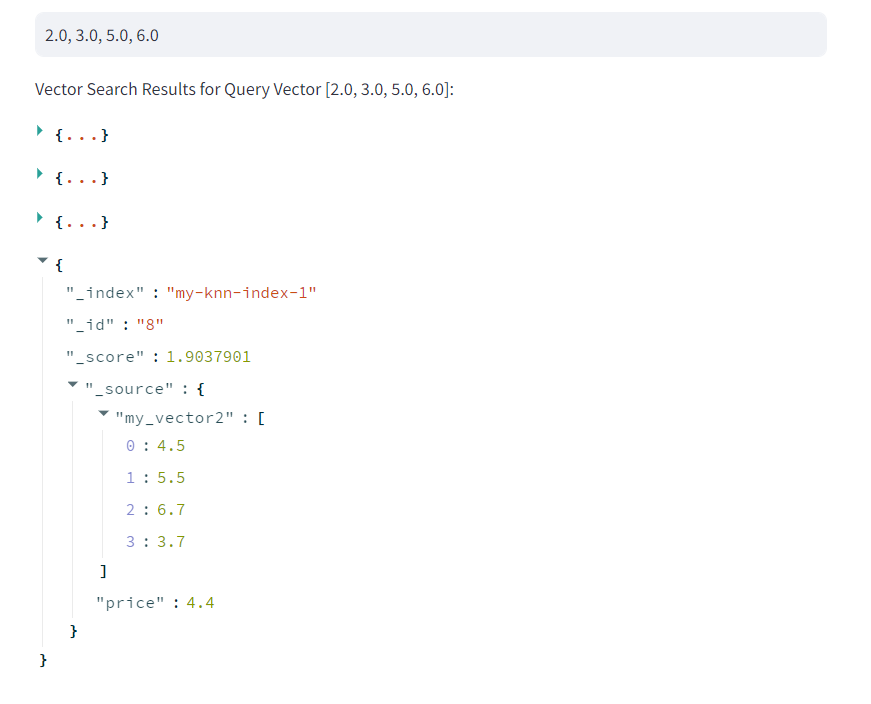 2.0, 3.0, 5.0, 6.0
Vector Search Results for Query Vector [2.0, 3.0, 5.0, 6.0]:
{...}
{...}
{...}
{
"_index" : "my-knn-index-1"
"_id" : "8"
"_score" : 1.9037901
"_source" : {
"my_vector2" : [
0 : 4.5
1 : 5.5
2 : 6.7
3 : 3.7
]
"price" : 4.4
}
}